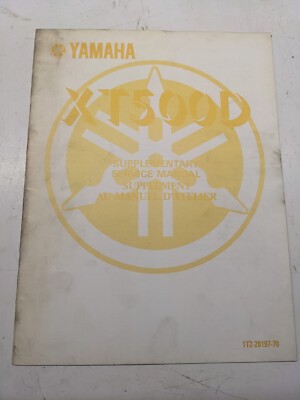 YAMAHA
XT500D
SUPPLEMENTARY
SERVICE MANUAL
SUPPLEMENT
AU MANUEL D'ATELIER
1T2-28197-70